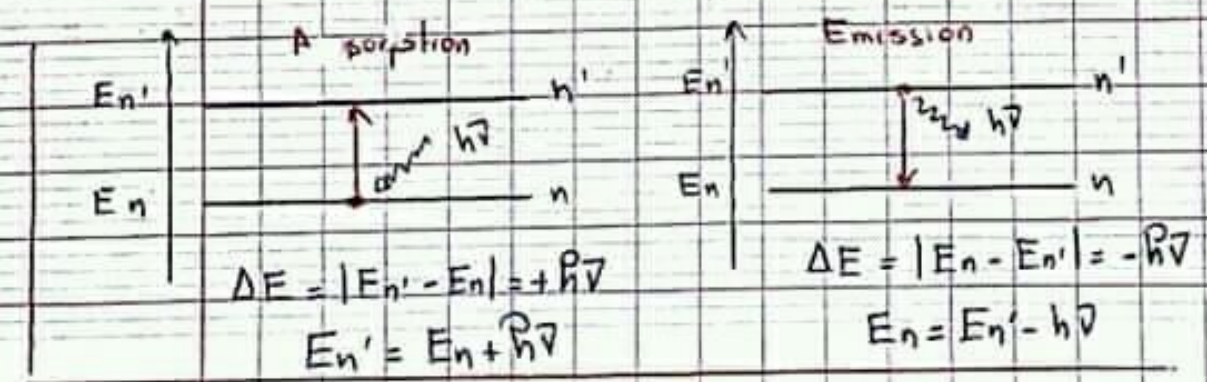 A sorpstion
En' n'
hν
En n
ΔE = |En' - En| = + hν
En' = En + hν
Emission
En' n'
hν
En n
ΔE = |En - En'| = - hν
En = En' - hν